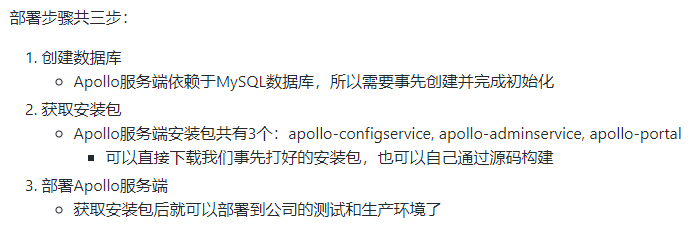 部署步骤共三步：
1. 创建数据库
Apollo服务端依赖于MySQL数据库，所以需要事先创建并完成初始化
2. 获取安装包
Apollo服务端安装包共有3个：apollo-configservice, apollo-adminservice, apollo-portal
可以直接下载我们事先打好的安装包，也可以自己通过源码构建
3. 部署Apollo服务端
获取安装包后就可以部署到公司的测试和生产环境了